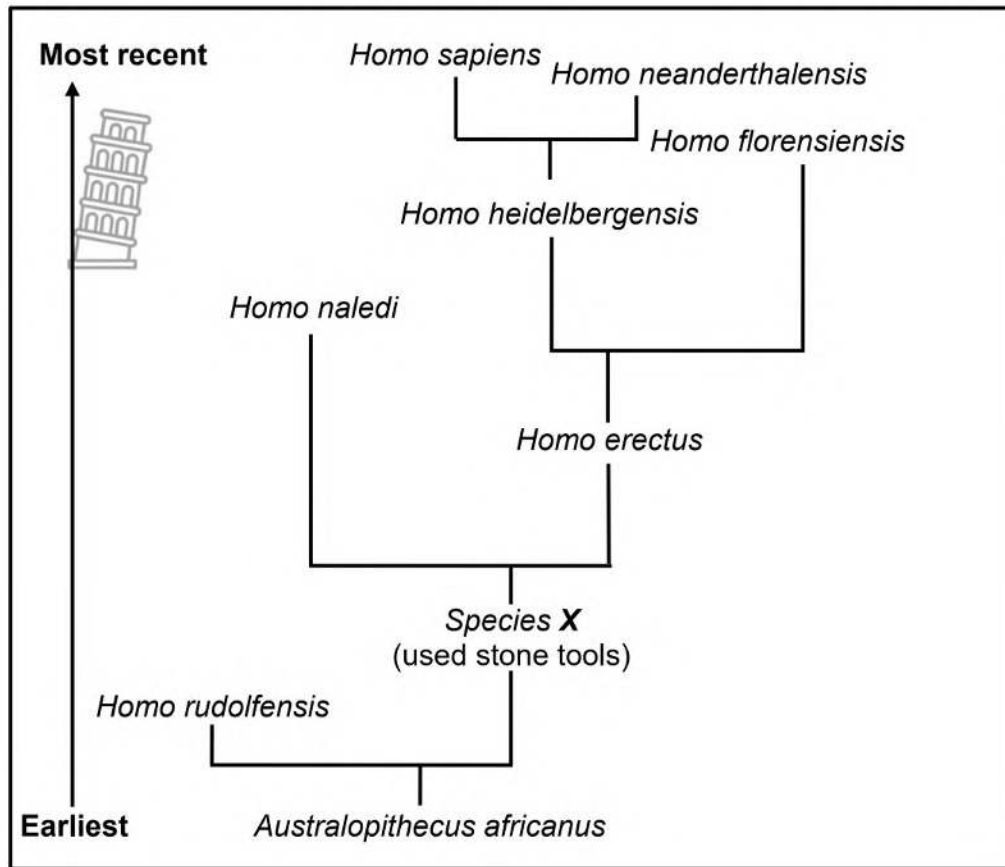 Most recent
Homo sapiens
Homo neanderthalensis
Homo florensiensis
Homo heidelbergensis
Homo naledi
Homo erectus
Species X
(used stone tools)
Homo rudolfensis
Earliest
Australopithecus africanus